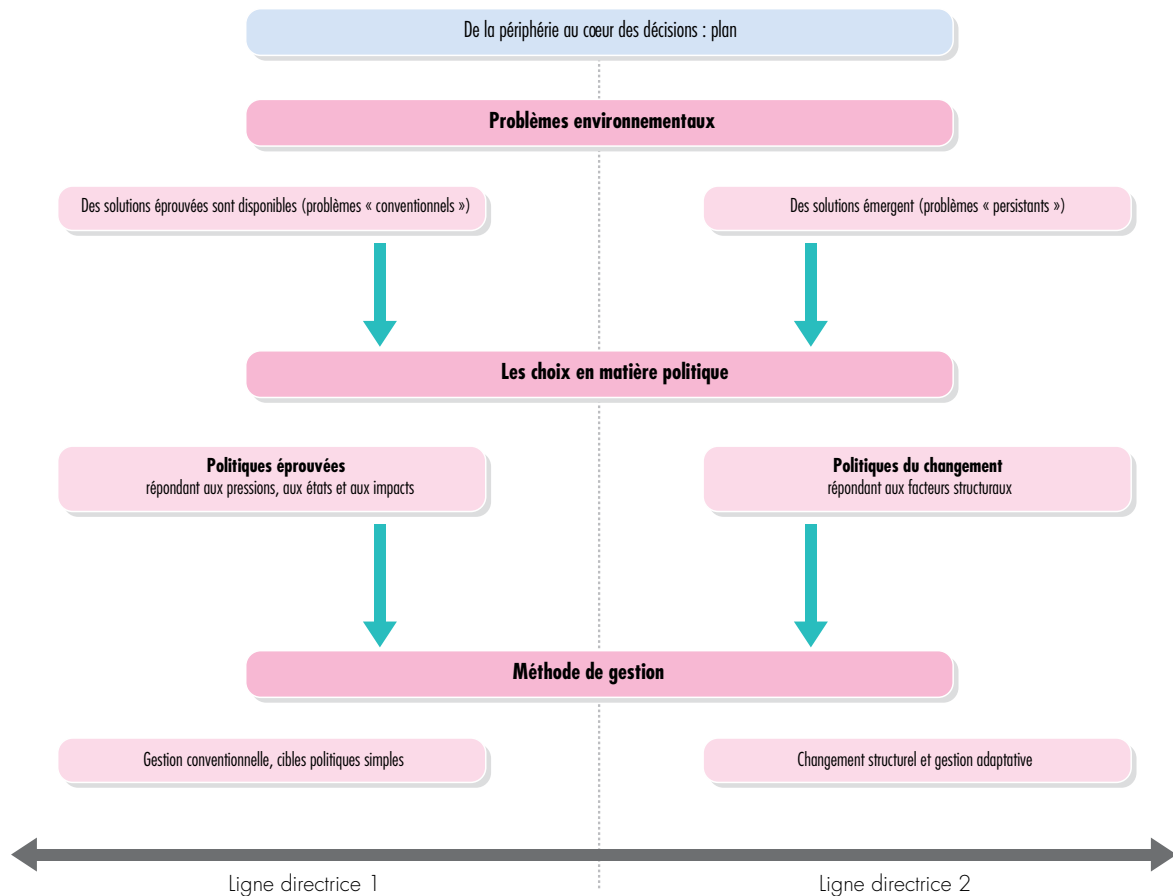 De la périphérie au cœur des décisions : plan
Problèmes environnementaux
Des solutions éprouvées sont disponibles (problèmes « conventionnels »)
Des solutions émergent (problèmes « persistants »)
Les choix en matière politique
Politiques éprouvées
répondant aux pressions, aux états et aux impacts
Politiques du changement
répondant aux facteurs structuraux
Méthode de gestion
Gestion conventionnelle, cibles politiques simples
Changement structurel et gestion adaptative
Ligne directrice 1
Ligne directrice 2